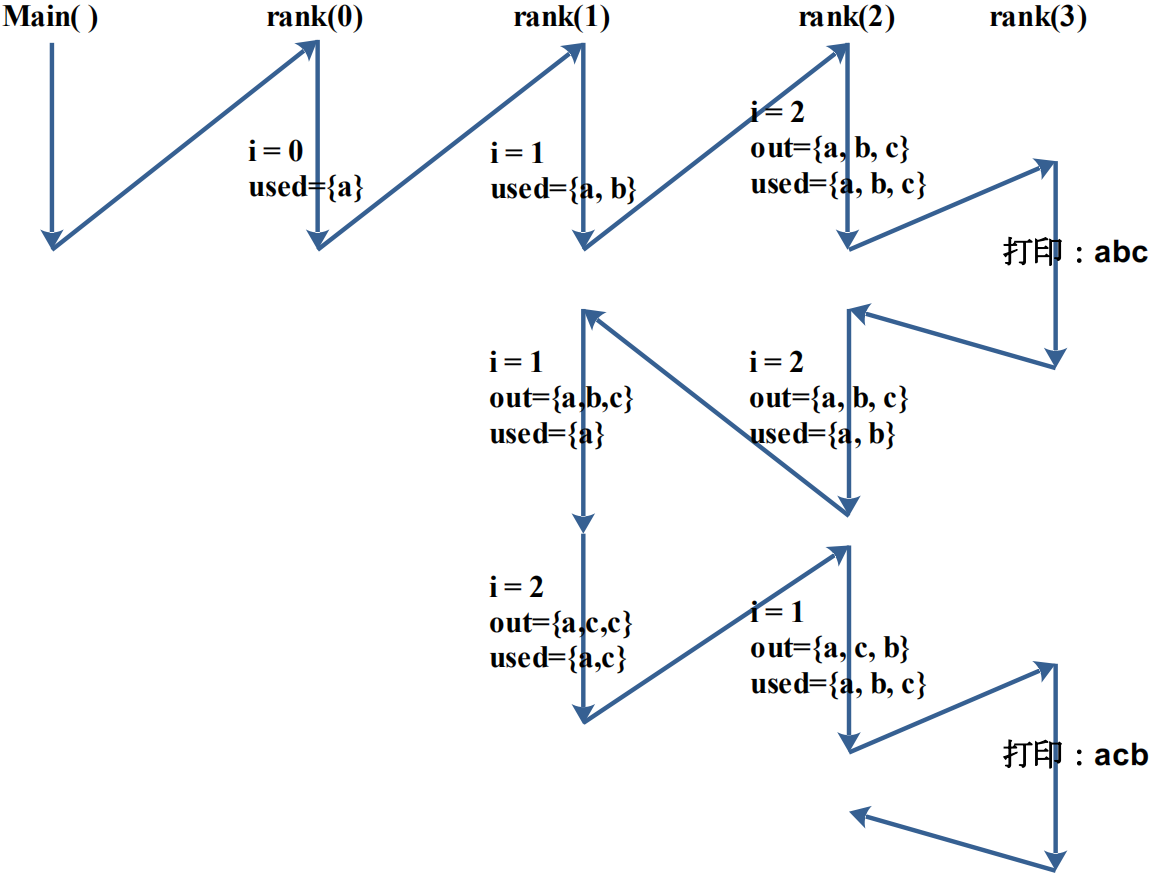 Main( )
rank(0)
rank(1)
rank(2)
rank(3)
i = 0
used={a}
i = 1
used={a, b}
i = 2
out={a, b, c}
used={a, b, c}
打印：abc
i = 1
out={a,b,c}
used={a}
i = 2
out={a, b, c}
used={a, b}
i = 2
out={a,c,c}
used={a,c}
i = 1
out={a, c, b}
used={a, b, c}
打印：acb